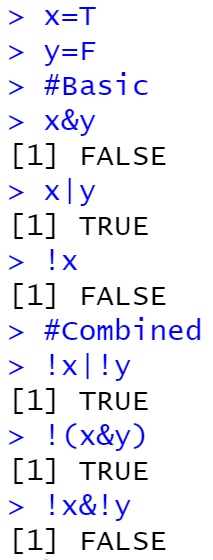 > x=T
> y=F
> #Basic
> x&y
[1] FALSE
> x|y
[1] TRUE
> !x
[1] FALSE
> #Combined
> !x|!y
[1] TRUE
> !(x&y)
[1] TRUE
> !x&!y
[1] FALSE